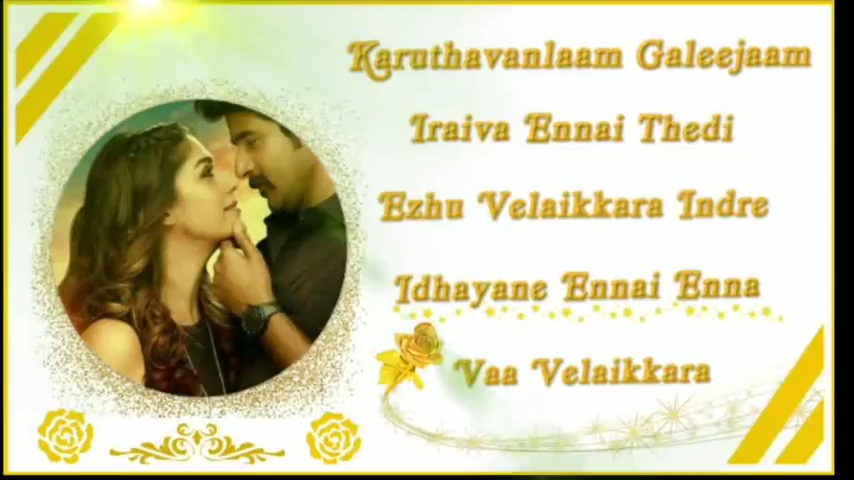 Karuthavanlaam Galeejaam
Iraiva Ennai Thedi
Ezhu Velaikkara Indre
Idhayane Ennai Enna
Vaa Velaikkara